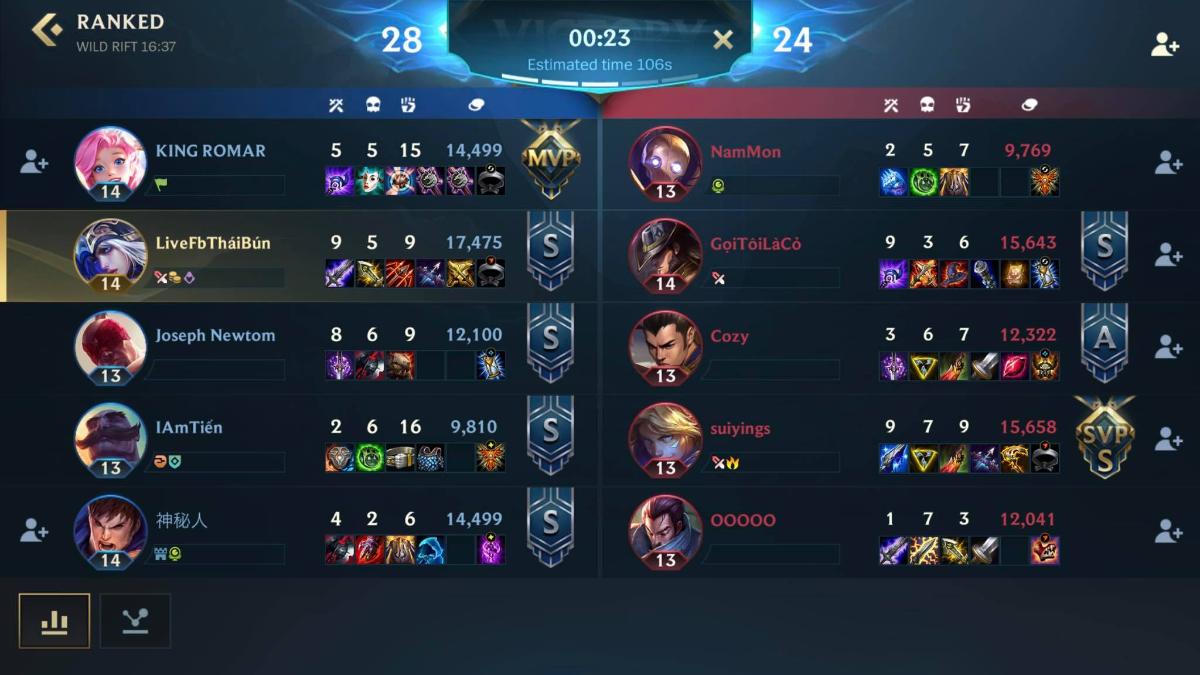 RANKED
WILD RIFT 16:37
28
VICTORY
00:23
24
Estimated time 106s
14 KING ROMAR 5 5 15 14,499 MVP
13 NamMon 2 5 7 9,769
14 LiveFbTháiBún 9 5 9 17,475 S
14 GọiTôiLàCò 9 3 6 15,643 S
13 Joseph Newtom 8 6 9 12,100 S
13 Cozy 3 6 7 12,322 A
13 IAmTiến 2 6 16 9,810 S
13 suiyings 9 7 9 15,658 SVP S
14 神秘人 4 2 6 14,499 S
13 OOOOO 1 7 3 12,041